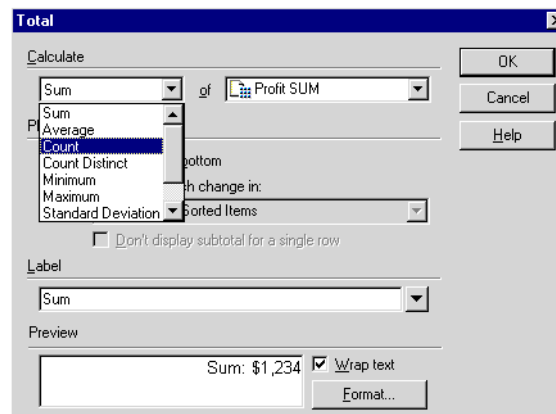 Total
Calculate
Sum of Profit SUM
Sum
Average
Count
Count Distinct
Minimum
Maximum
Standard Deviation
Pl
ottom
ch change in:
Sorted Items
Don't display subtotal for a single row
Label
Sum
Preview
Sum: $1,234
Wrap text
Format...
OK
Cancel
Help